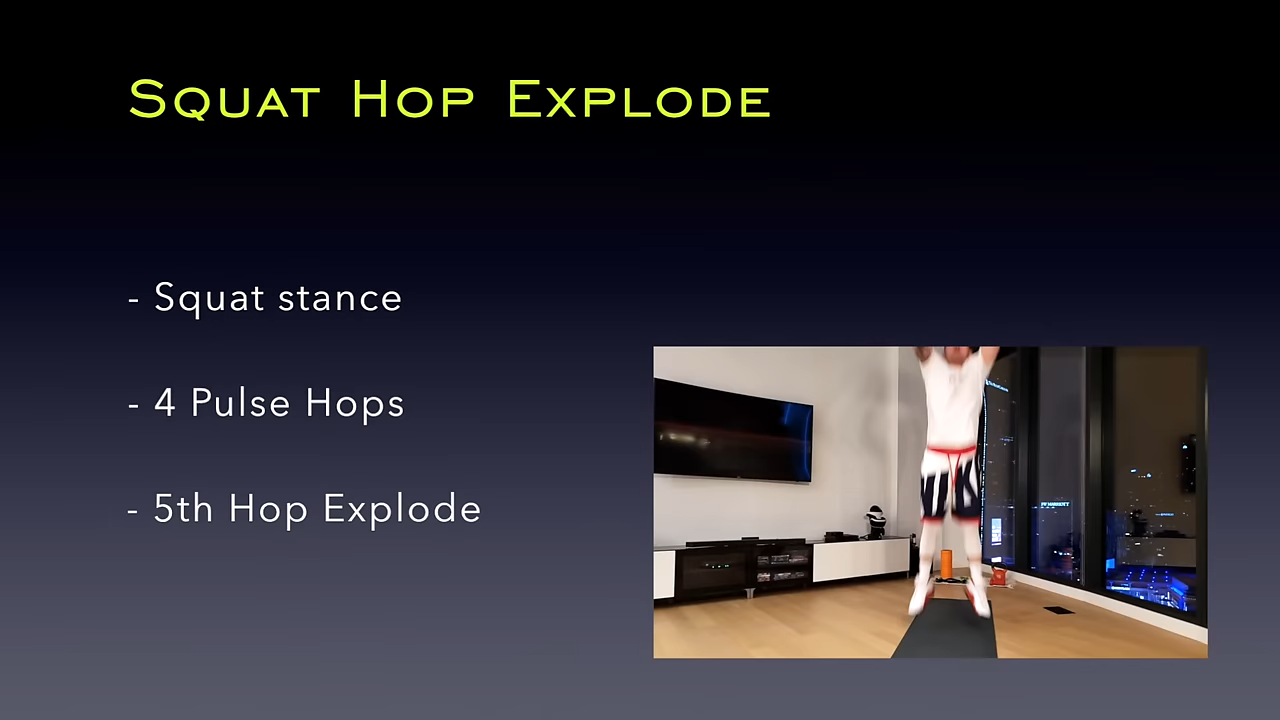 Squat Hop Explode
- Squat stance
- 4 Pulse Hops
- 5th Hop Explode